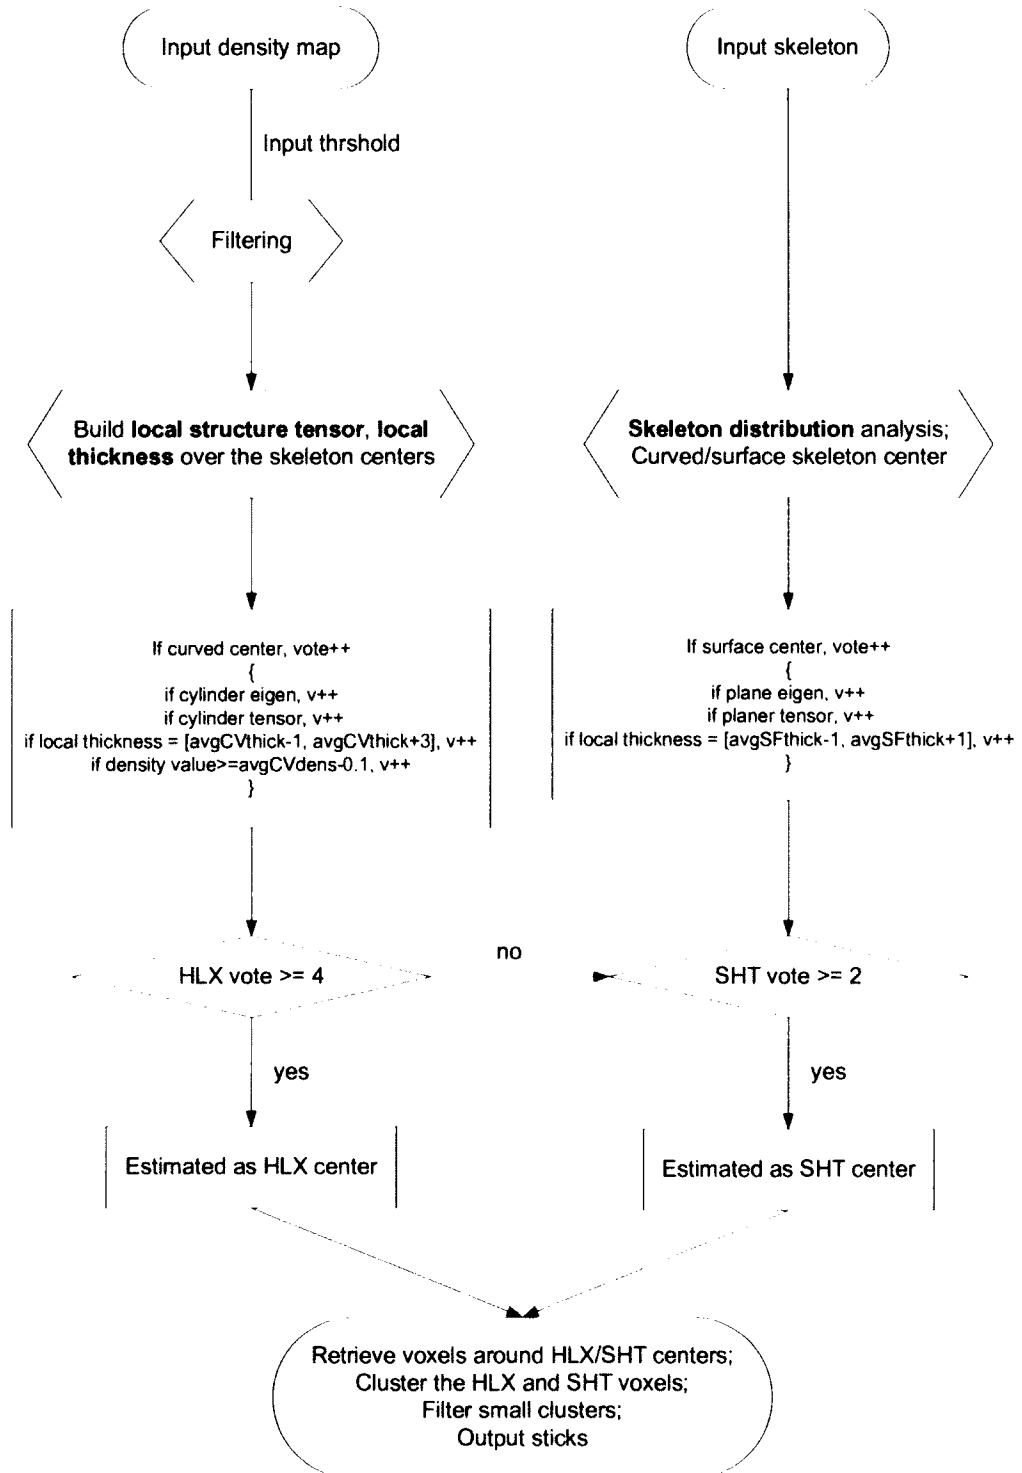 Input density map
Input skeleton
Input thrshold
Filtering
Build local structure tensor, local
thickness over the skeleton centers
Skeleton distribution analysis;
Curved/surface skeleton center
If curved center, vote++
{
if cylinder eigen, v++
if cylinder tensor, v++
if local thickness = [avgCVthick-1, avgCVthick+3], v++
if density value>=avgCVdens-0.1, v++
}
If surface center, vote++
{
if plane eigen, v++
if planer tensor, v++
if local thickness = [avgSFthick-1, avgSFthick+1], v++
}
HLX vote >= 4
no
SHT vote >= 2
yes
yes
Estimated as HLX center
Estimated as SHT center
Retrieve voxels around HLX/SHT centers;
Cluster the HLX and SHT voxels;
Filter small clusters;
Output sticks